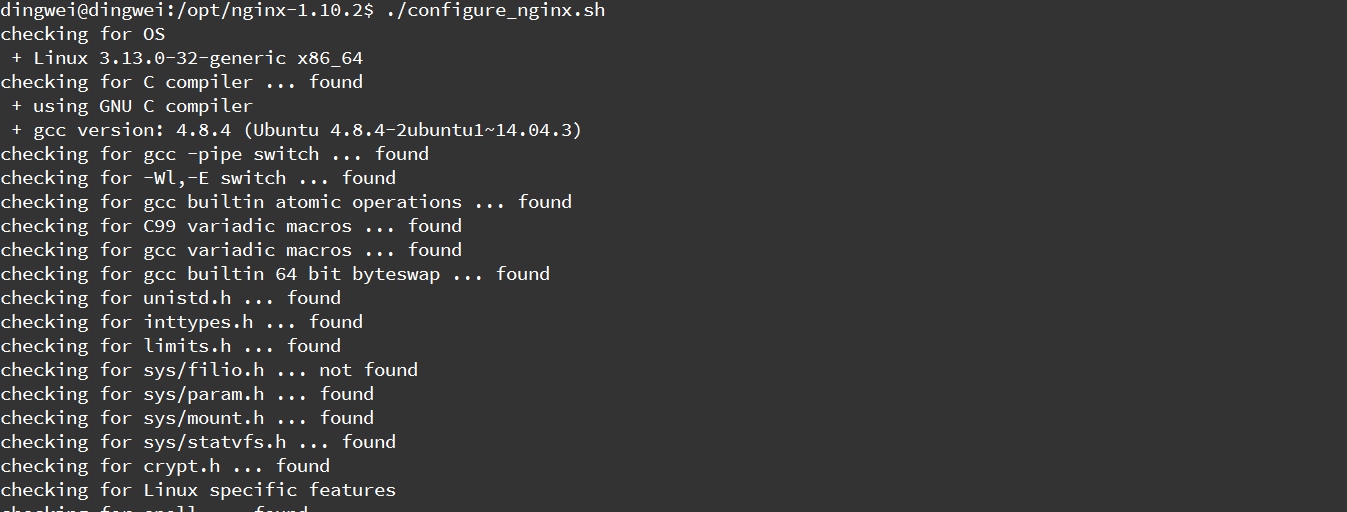 dingwei@dingwei:/opt/nginx-1.10.2$ ./configure_nginx.sh
checking for OS
 + Linux 3.13.0-32-generic x86_64
checking for C compiler ... found
 + using GNU C compiler
 + gcc version: 4.8.4 (Ubuntu 4.8.4-2ubuntu1~14.04.3)
checking for gcc -pipe switch ... found
checking for -Wl,-E switch ... found
checking for gcc builtin atomic operations ... found
checking for C99 variadic macros ... found
checking for gcc variadic macros ... found
checking for gcc builtin 64 bit byteswap ... found
checking for unistd.h ... found
checking for inttypes.h ... found
checking for limits.h ... found
checking for sys/filio.h ... not found
checking for sys/param.h ... found
checking for sys/mount.h ... found
checking for sys/statvfs.h ... found
checking for crypt.h ... found
checking for Linux specific features
checking for epoll ... found